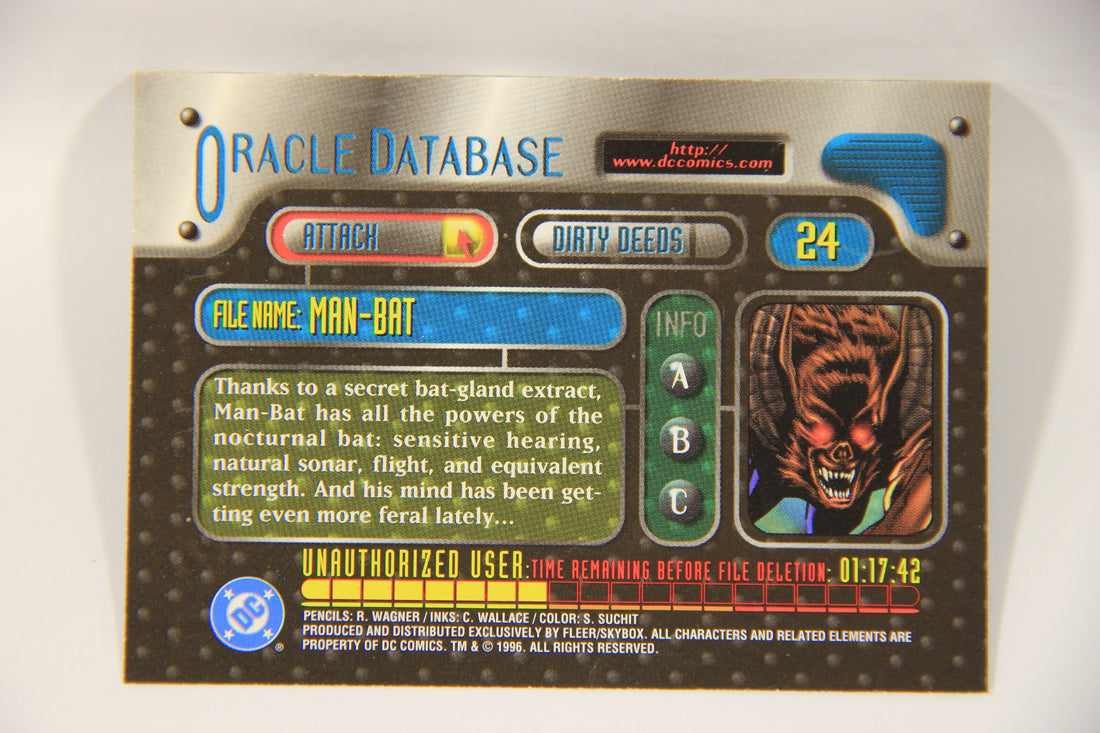 ORACLE DATABASE
http://
www.dccomics.com
ATTACK
DIRTY DEEDS
24
FILE NAME: MAN-BAT
INFO
A
B
C
Thanks to a secret bat-gland extract,
Man-Bat has all the powers of the
nocturnal bat: sensitive hearing,
natural sonar, flight, and equivalent
strength. And his mind has been get-
ting even more feral lately...
UNAUTHORIZED USER: TIME REMAINING BEFORE FILE DELETION: 01:17:42
DC
®
PENCILS: R. WAGNER / INKS: C. WALLACE / COLOR: S. SUCHIT
PRODUCED AND DISTRIBUTED EXCLUSIVELY BY FLEER/SKYBOX. ALL CHARACTERS AND RELATED ELEMENTS ARE
PROPERTY OF DC COMICS. TM & © 1996. ALL RIGHTS RESERVED.